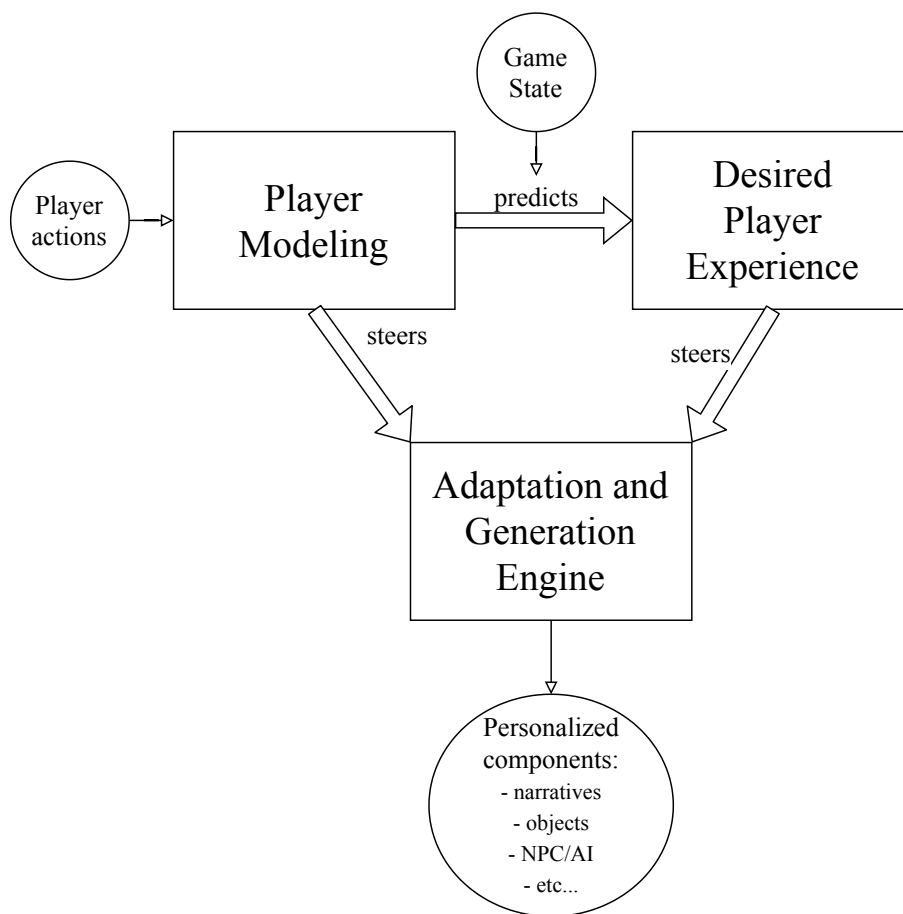 Game
State
Player
actions
Player
Modeling
predicts
Desired
Player
Experience
steers
steers
Adaptation and
Generation
Engine
Personalized
components:
- narratives
- objects
- NPC/AI
- etc...